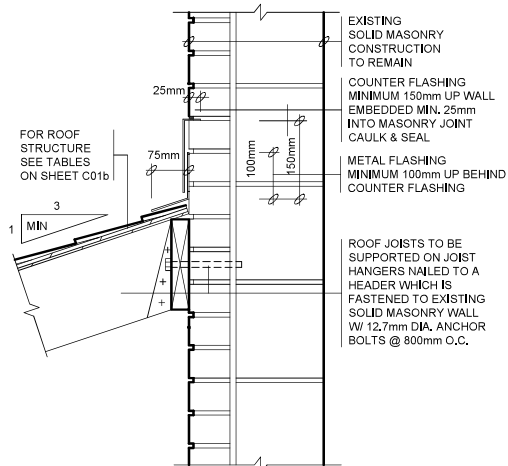 EXISTING
SOLID MASONRY
CONSTRUCTION
TO REMAIN
25mm
COUNTER FLASHING
MINIMUM 150mm UP WALL
EMBEDDED MIN. 25mm
INTO MASONRY JOINT
CAULK & SEAL
FOR ROOF
STRUCTURE
SEE TABLES
ON SHEET C01b
75mm
100mm
150mm
METAL FLASHING
MINIMUM 100mm UP BEHIND
COUNTER FLASHING
3
1
MIN
ROOF JOISTS TO BE
SUPPORTED ON JOIST
HANGERS NAILED TO A
HEADER WHICH IS
FASTENED TO EXISTING
SOLID MASONRY WALL
W/ 12.7mm DIA. ANCHOR
BOLTS @ 800mm O.C.